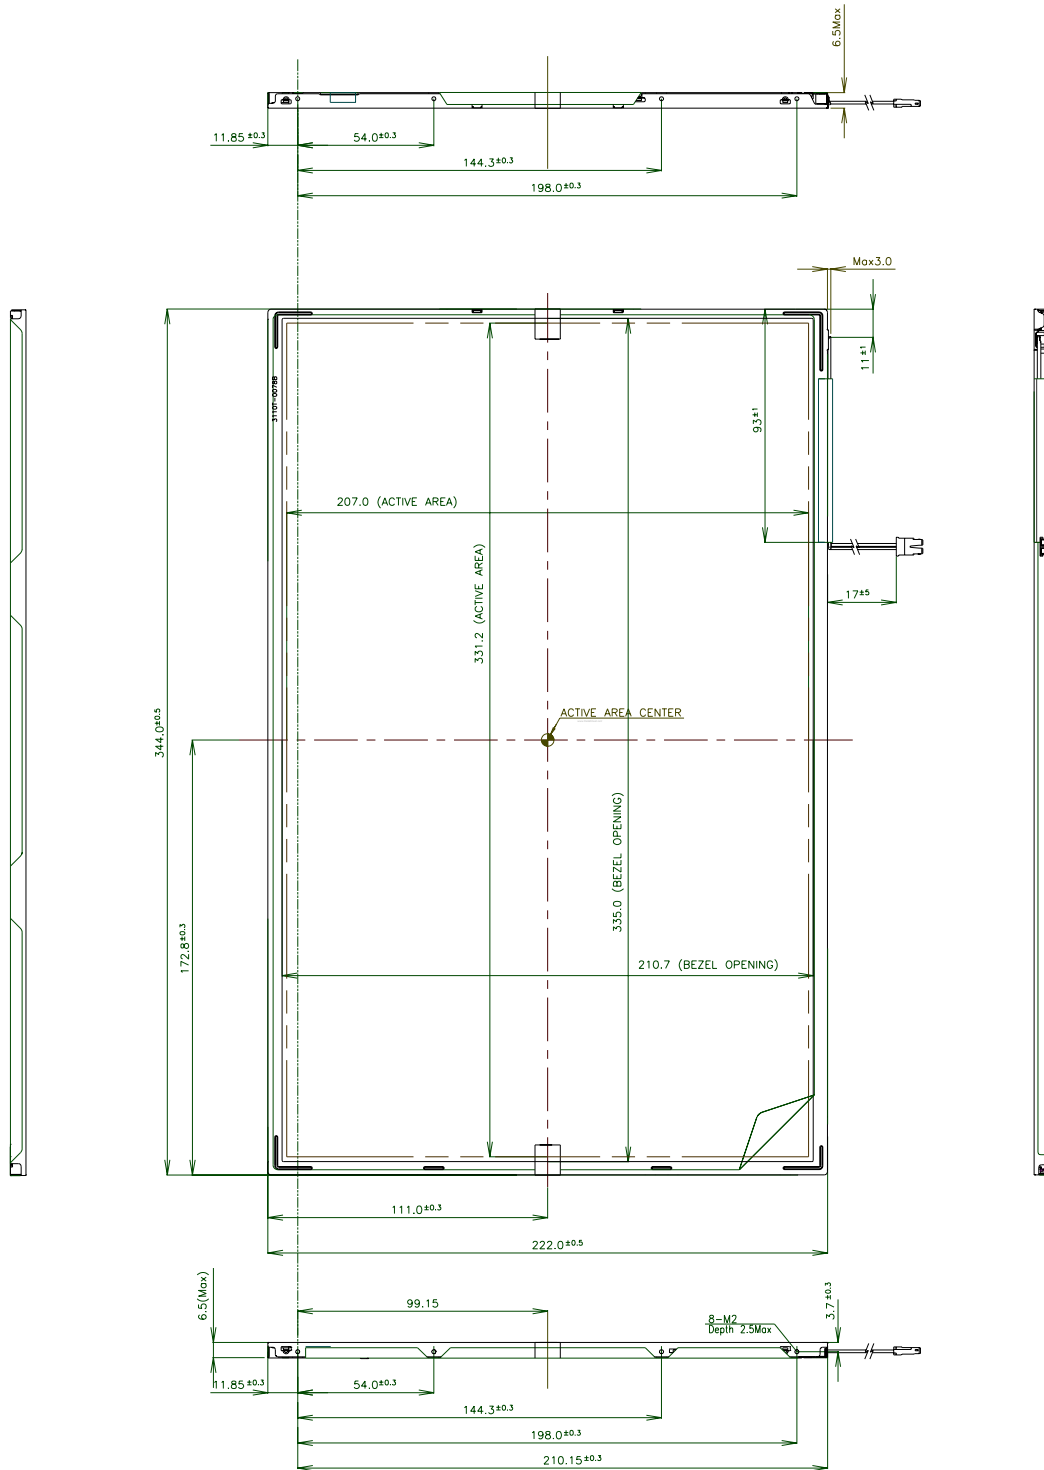 6.5Max
11.85±0.3
54.0±0.3
144.3±0.3
198.0±0.3
Max3.0
11±1
31101-0078B
93±1
207.0 (ACTIVE AREA)
331.2 (ACTIVE AREA)
17±5
ACTIVE AREA CENTER
344.0±0.5
335.0 (BEZEL OPENING)
172.8±0.3
210.7 (BEZEL OPENING)
111.0±0.3
222.0±0.5
6.5(Max)
99.15
8-M2
Depth 2.5Max
3.7±0.3
11.85±0.3
54.0±0.3
144.3±0.3
198.0±0.3
210.15±0.3